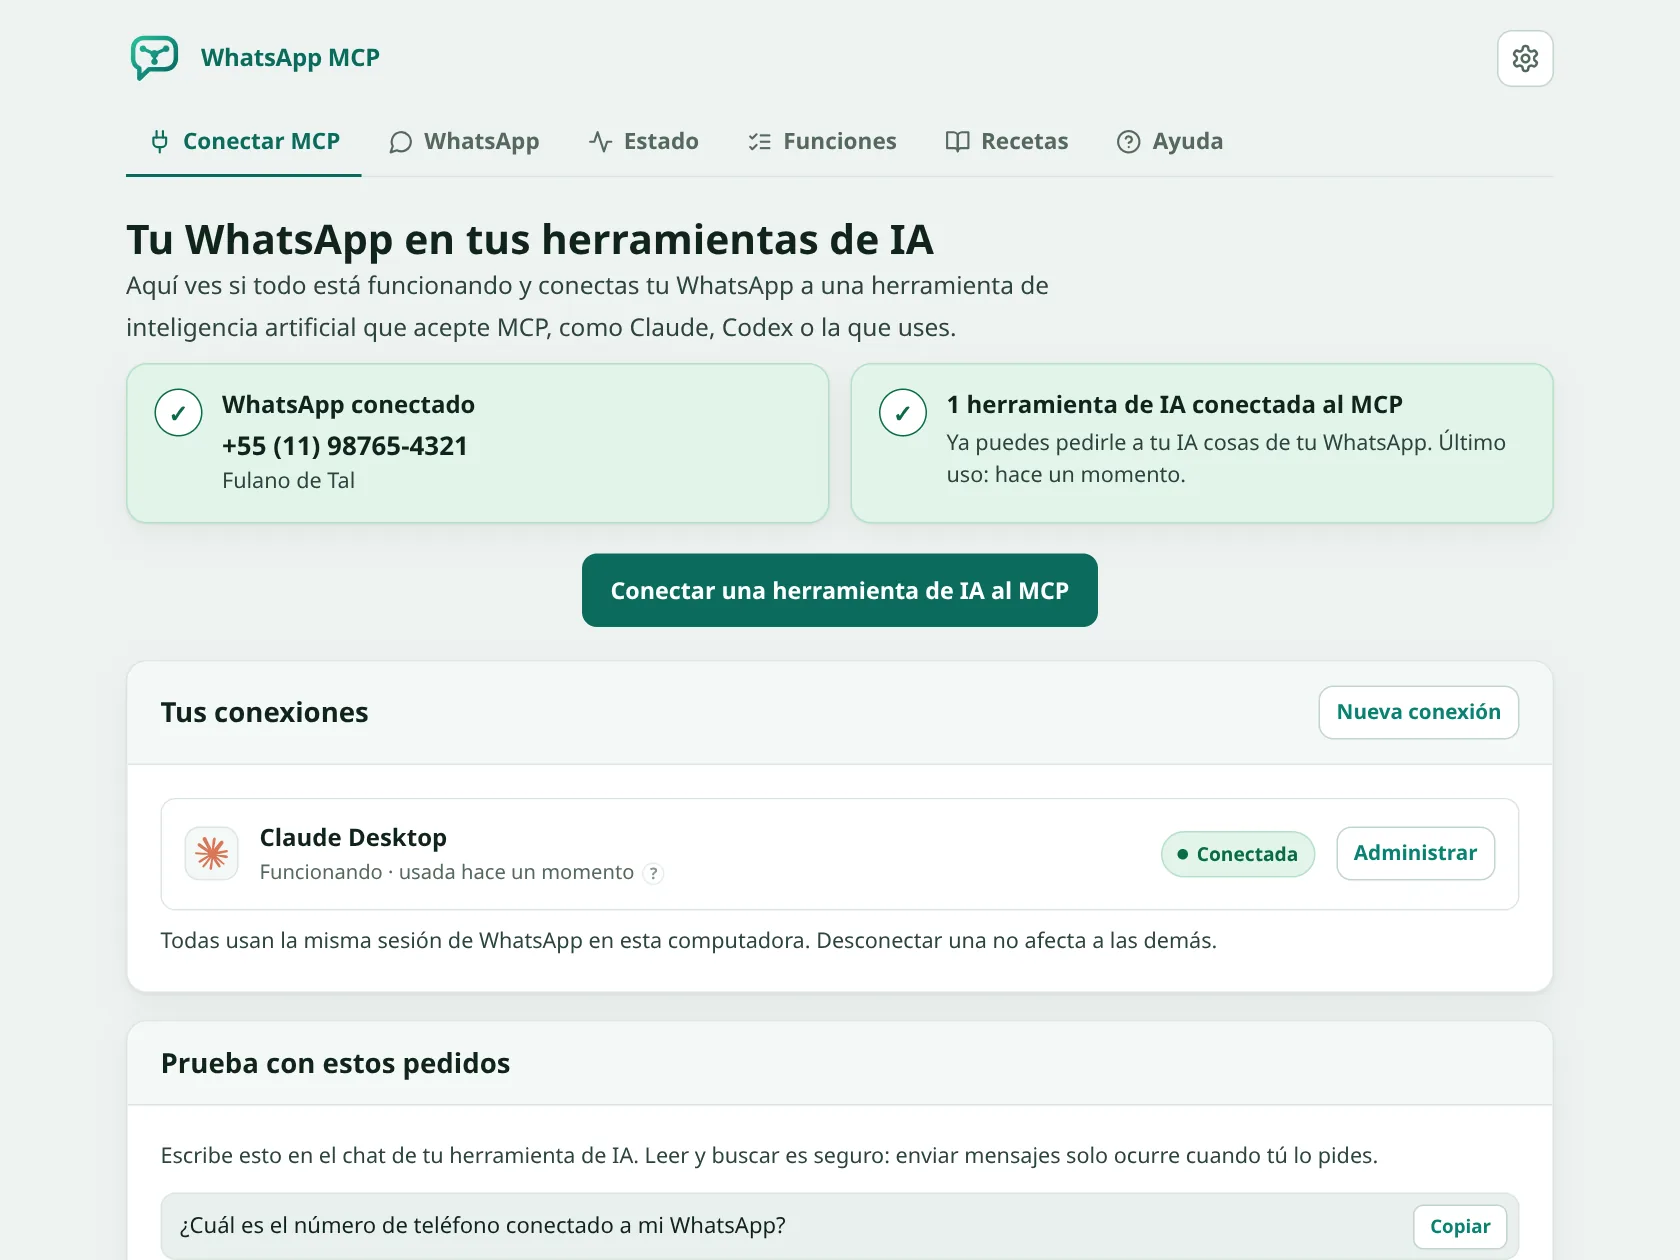 WhatsApp MCP
Conectar MCP
WhatsApp
Estado
Funciones
Recetas
Ayuda
Tu WhatsApp en tus herramientas de IA
Aquí ves si todo está funcionando y conectas tu WhatsApp a una herramienta de
inteligencia artificial que acepte MCP, como Claude, Codex o la que uses.
✓
WhatsApp conectado
+55 (11) 98765-4321
Fulano de Tal
✓
1 herramienta de IA conectada al MCP
Ya puedes pedirle a tu IA cosas de tu WhatsApp. Último
uso: hace un momento.
Conectar una herramienta de IA al MCP
Tus conexiones
Nueva conexión
Claude Desktop
Funcionando · usada hace un momento ?
● Conectada
Administrar
Todas usan la misma sesión de WhatsApp en esta computadora. Desconectar una no afecta a las demás.
Prueba con estos pedidos
Escribe esto en el chat de tu herramienta de IA. Leer y buscar es seguro: enviar mensajes solo ocurre cuando tú lo pides.
¿Cuál es el número de teléfono conectado a mi WhatsApp?
Copiar